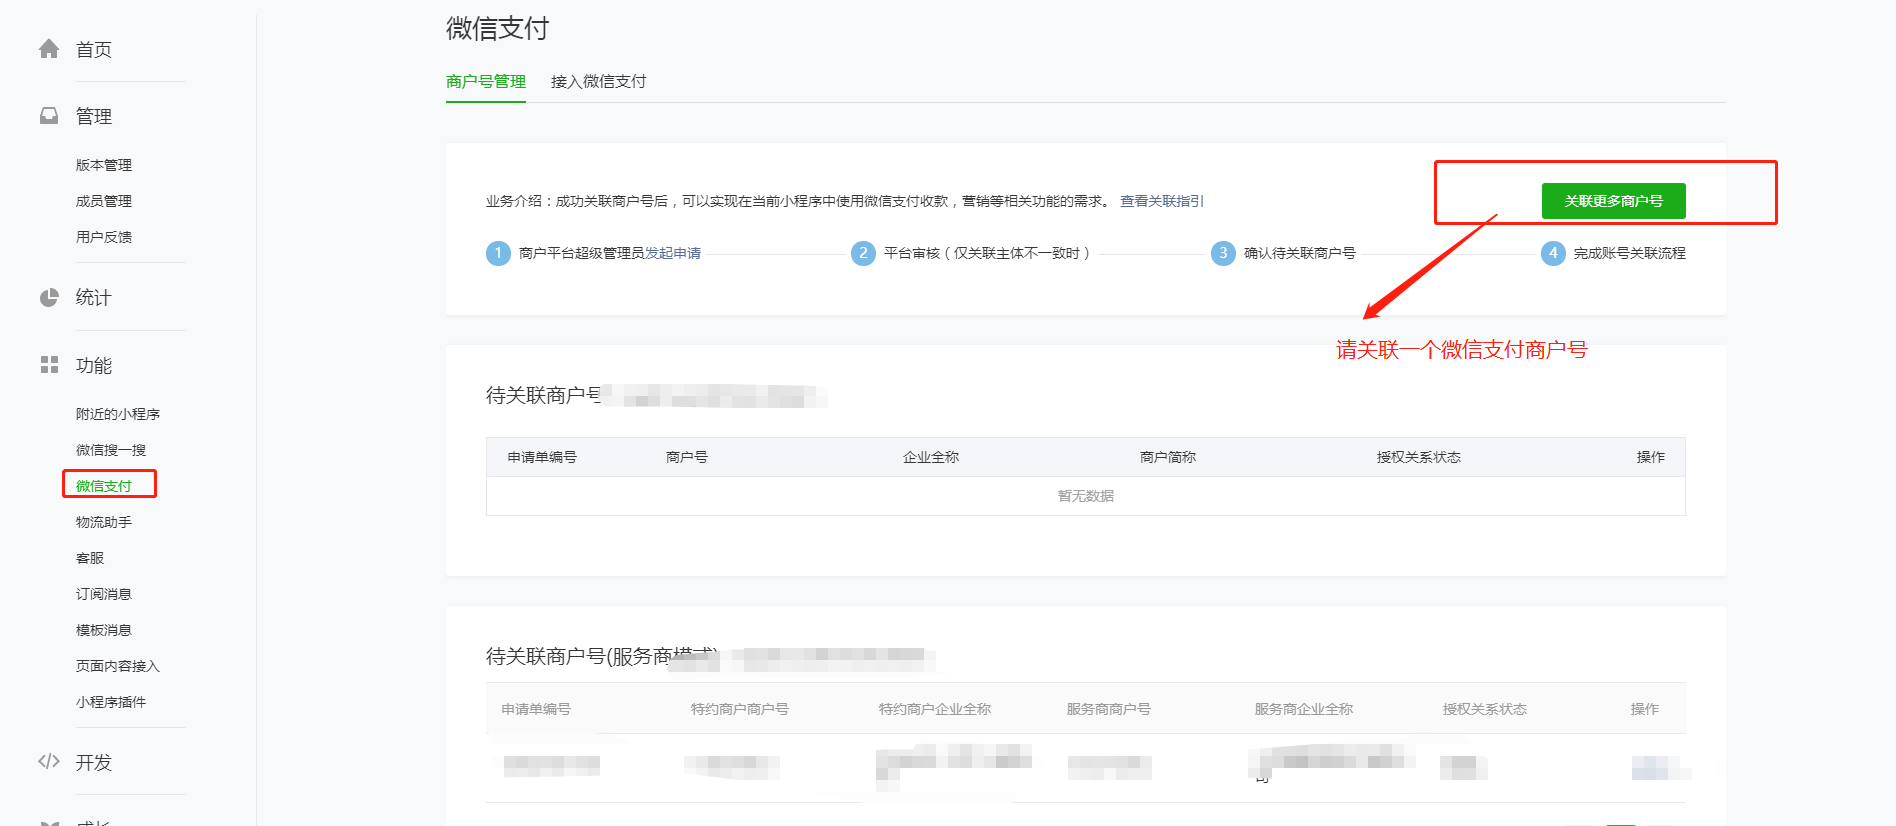 首页
管理
版本管理
成员管理
用户反馈
统计
功能
附近的小程序
微信搜一搜
微信支付
物流助手
客服
订阅消息
模板消息
页面内容接入
小程序插件
开发
微信支付
商户号管理 接入微信支付
业务介绍：成功关联商户号后，可以实现在当前小程序中使用微信支付收款，营销等相关功能的需求。 查看关联指引
关联更多商户号
1 商户平台超级管理员发起申请 2 平台审核（仅关联主体不一致时） 3 确认待关联商户号 4 完成账号关联流程
请关联一个微信支付商户号
待关联商户号
申请单编号 商户号 企业全称 商户简称 授权关系状态 操作
暂无数据
待关联商户号(服务商模式)
申请单编号 特约商户商户号 特约商户企业全称 服务商商户号 服务商企业全称 授权关系状态 操作